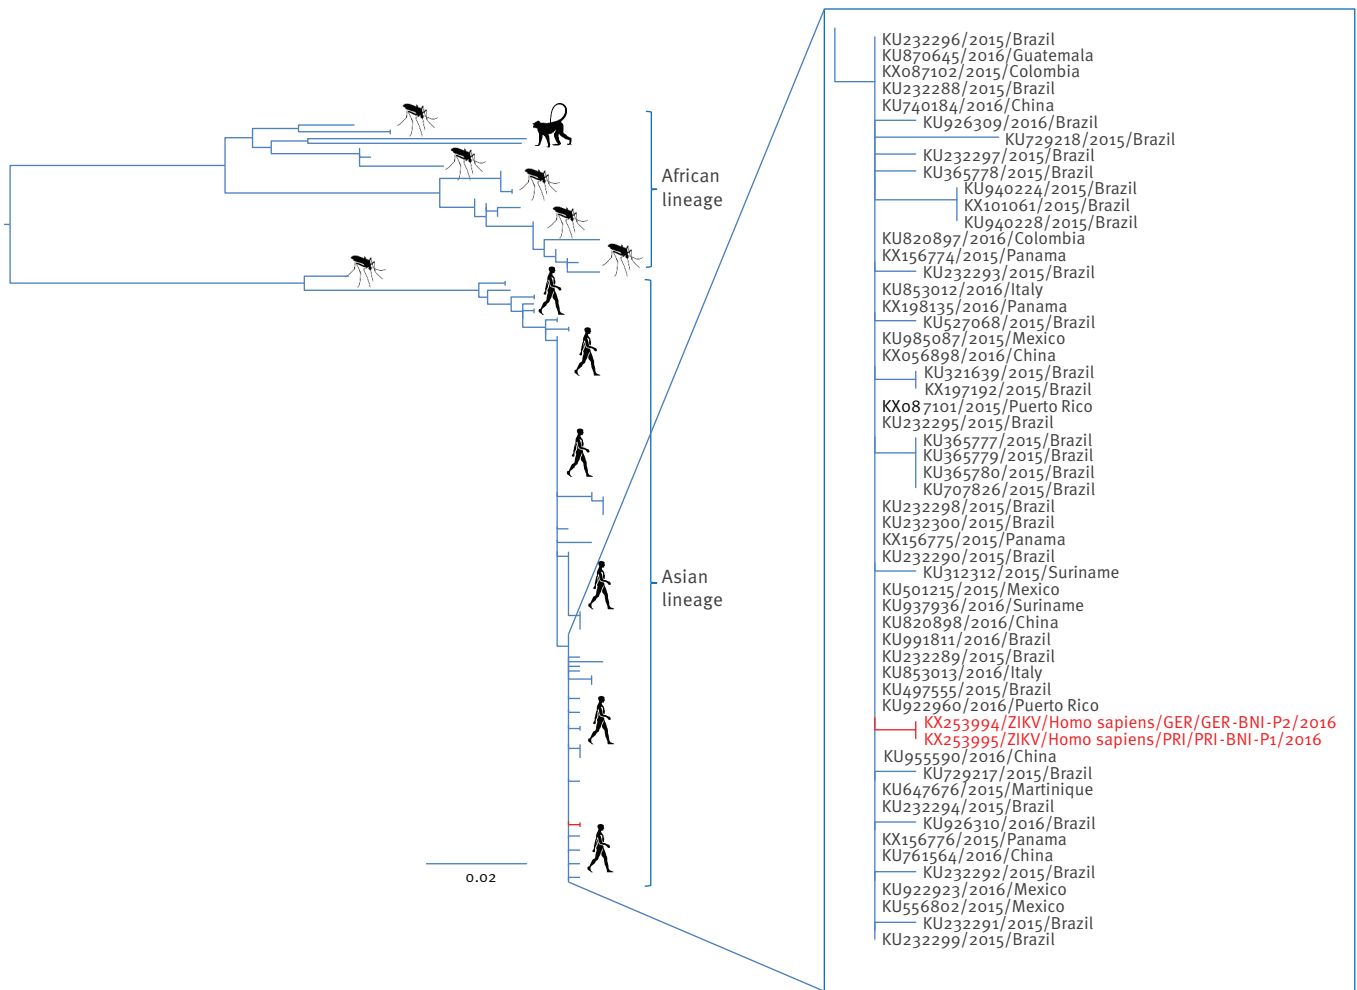 African
lineage
Asian
lineage
0.02
KU232296/2015/Brazil
KU870645/2016/Guatemala
KX087102/2015/Colombia
KU232288/2015/Brazil
KU740184/2016/China
KU926309/2016/Brazil
KU729218/2015/Brazil
KU232297/2015/Brazil
KU365778/2015/Brazil
KU940224/2015/Brazil
KX101061/2015/Brazil
KU940228/2015/Brazil
KU820897/2016/Colombia
KX156774/2015/Panama
KU232293/2015/Brazil
KU853012/2016/Italy
KX198135/2016/Panama
KU527068/2015/Brazil
KU985087/2015/Mexico
KX056898/2016/China
KU321639/2015/Brazil
KX197192/2015/Brazil
KX087101/2015/Puerto Rico
KU232295/2015/Brazil
KU365777/2015/Brazil
KU365779/2015/Brazil
KU365780/2015/Brazil
KU707826/2015/Brazil
KU232298/2015/Brazil
KU232300/2015/Brazil
KX156775/2015/Panama
KU232290/2015/Brazil
KU312312/2015/Suriname
KU501215/2015/Mexico
KU937936/2016/Suriname
KU820898/2016/China
KU991811/2016/Brazil
KU232289/2015/Brazil
KU853013/2016/Italy
KU497555/2015/Brazil
KU922960/2016/Puerto Rico
KX253994/ZIKV/Homo sapiens/GER/GER-BNI-P2/2016
KX253995/ZIKV/Homo sapiens/PRI/PRI-BNI-P1/2016
KU955590/2016/China
KU729217/2015/Brazil
KU647676/2015/Martinique
KU232294/2015/Brazil
KU926310/2016/Brazil
KX156776/2015/Panama
KU761564/2016/China
KU232292/2015/Brazil
KU922923/2016/Mexico
KU556802/2015/Mexico
KU232291/2015/Brazil
KU232299/2015/Brazil